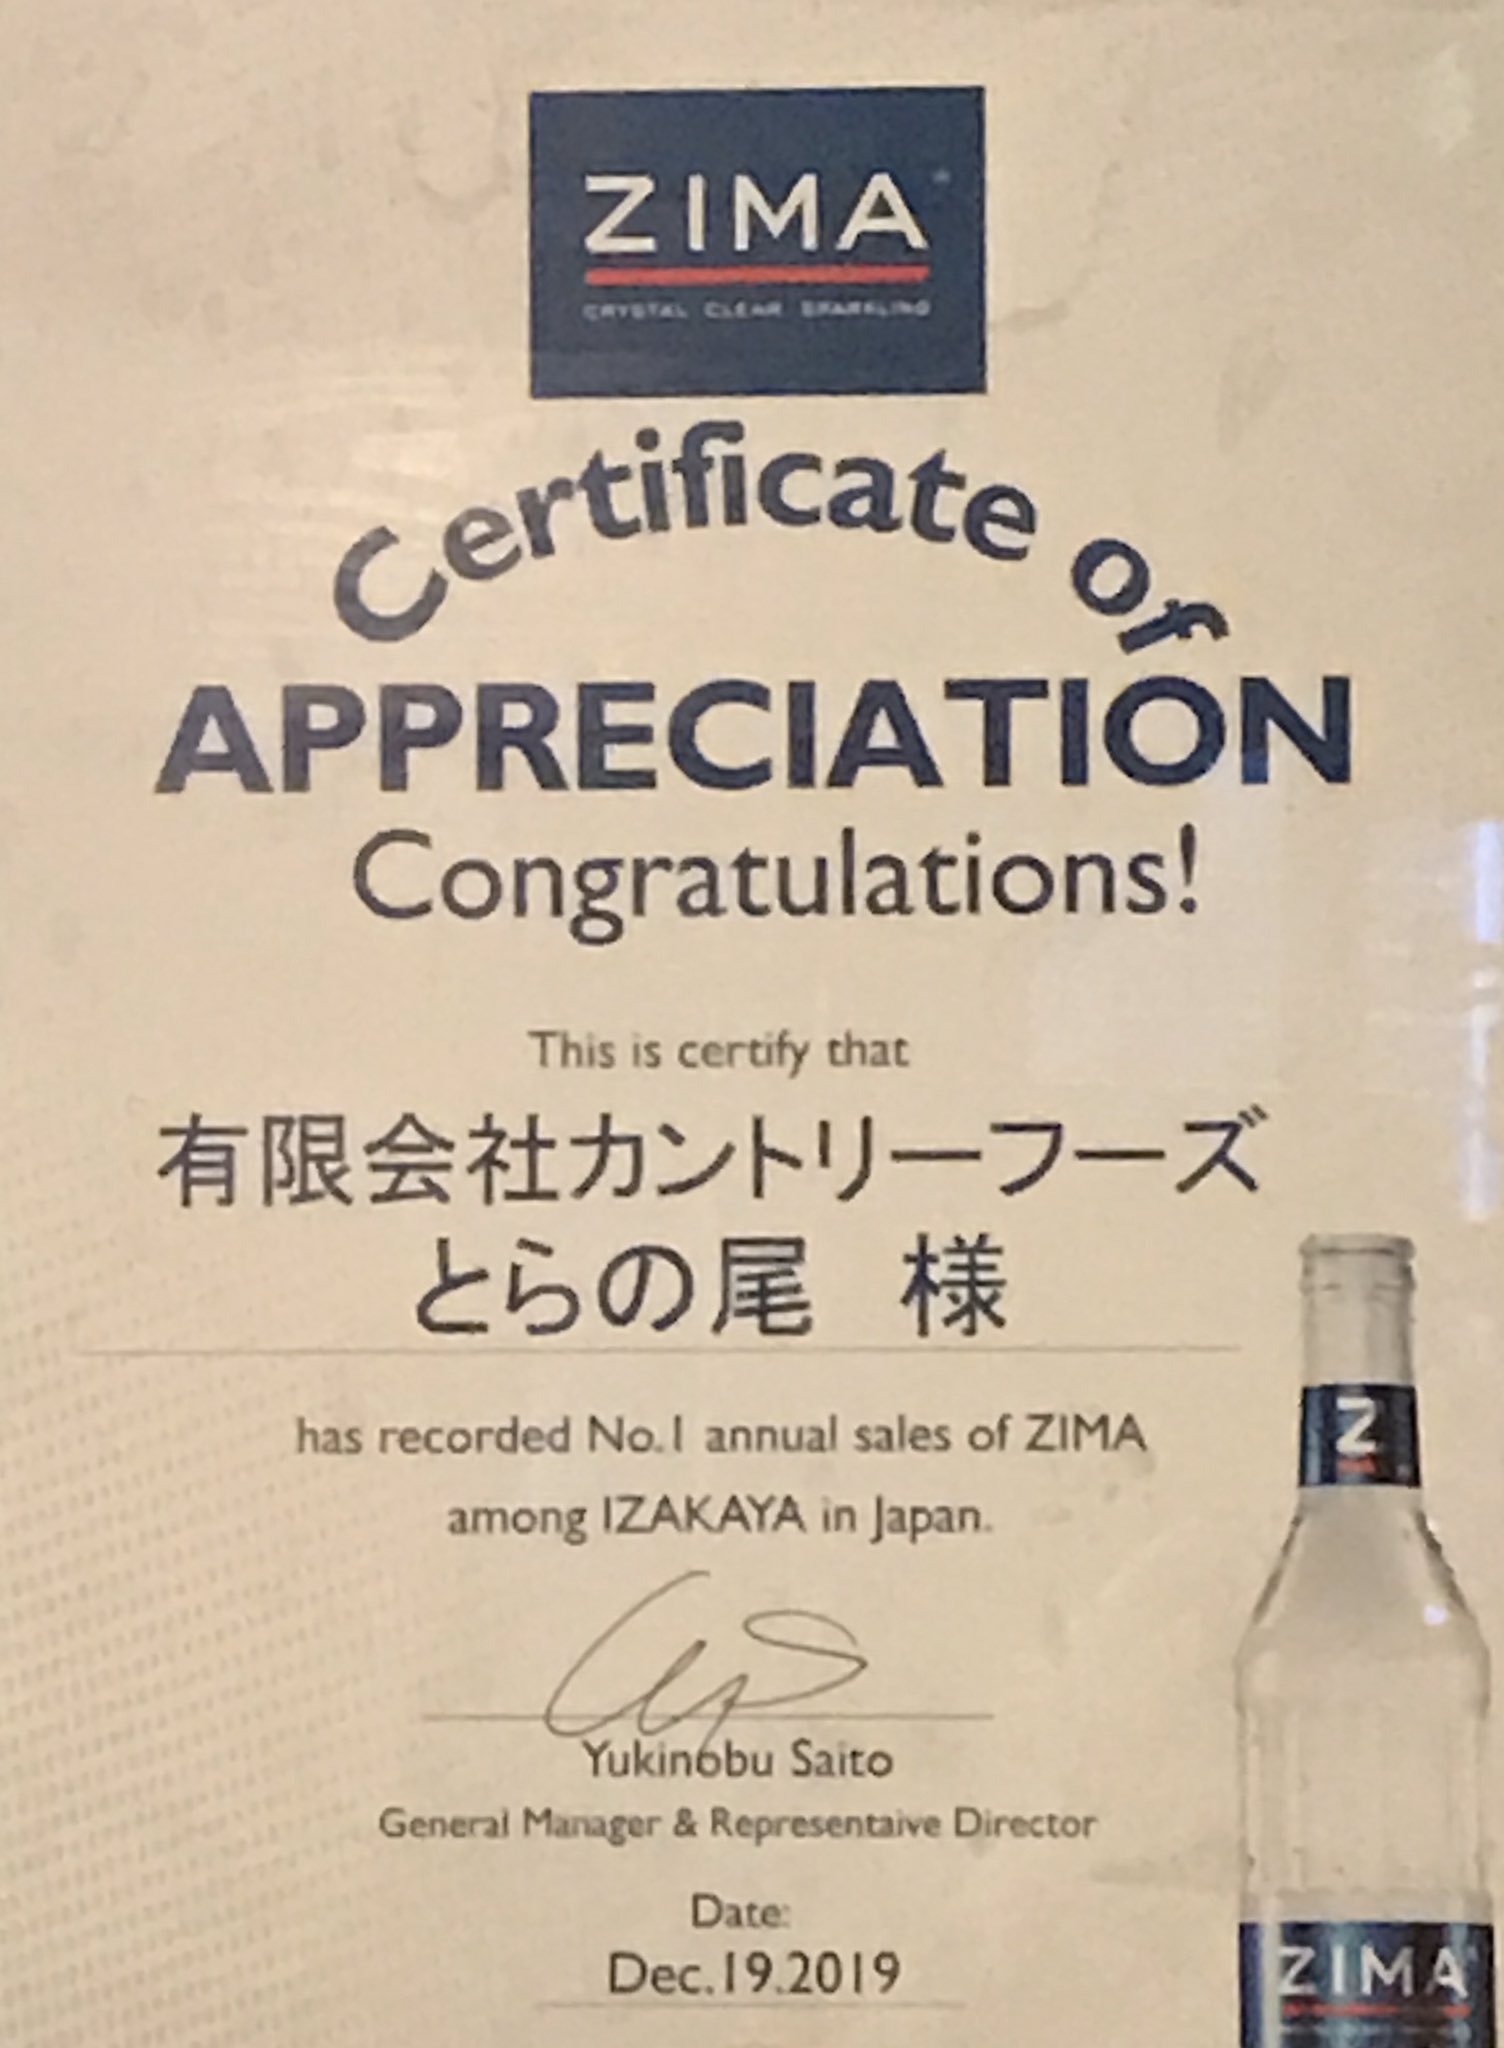 ZIMA
CRYSTAL CLEAR SPARKLING
Certificate of
APPRECIATION
Congratulations!
This is certify that
有限会社カントリーフーズ
とらの尾 様
has recorded No.1 annual sales of ZIMA
among IZAKAYA in Japan.
Yukinobu Saito
General Manager & Representaive Director
Date:
Dec.19.2019
Z
ZIMA